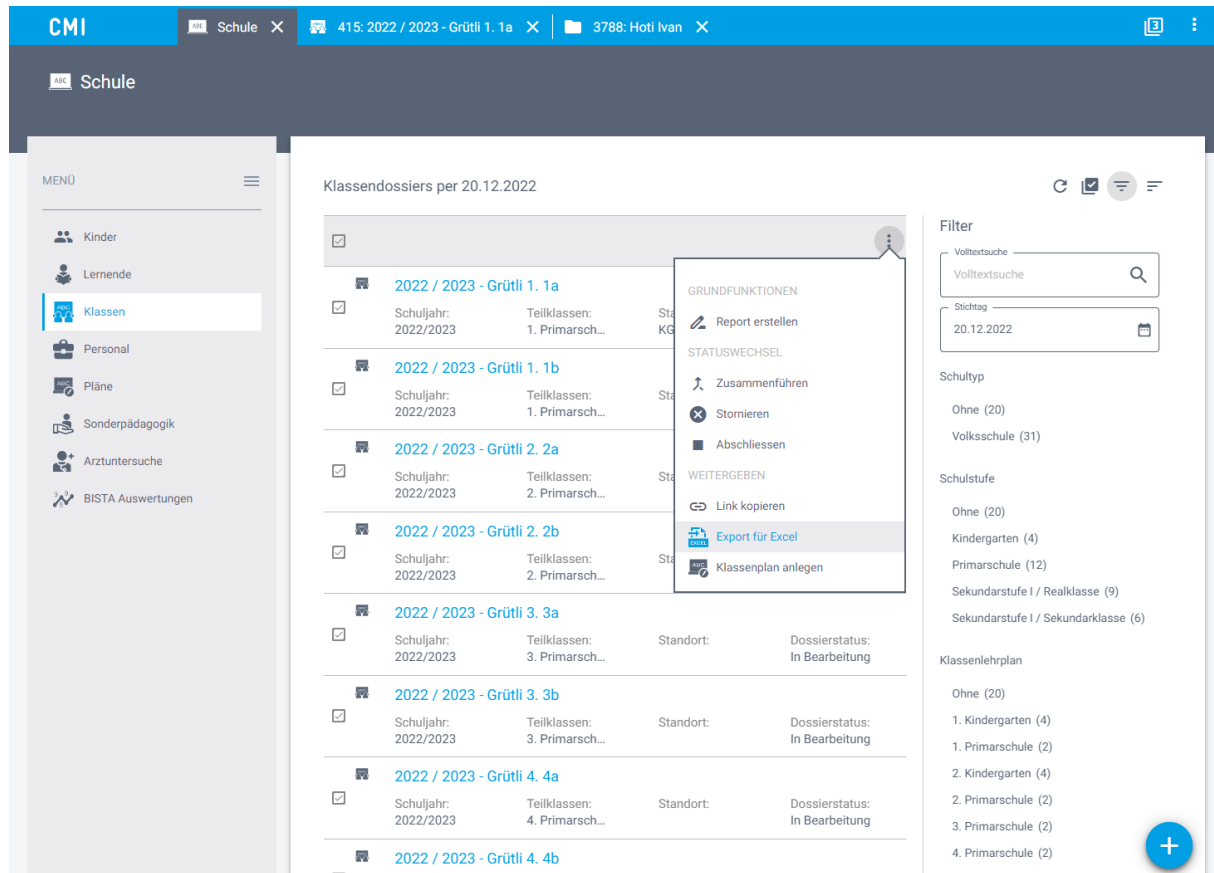 CMI
Schule
415: 2022 / 2023 - Grütli 1. 1a
3788: Hoti Ivan
3
Schule
MENÜ
Kinder
Lernende
Klassen
Personal
Pläne
Sonderpädagogik
Arztuntersuche
BISTA Auswertungen
Klassendossiers per 20.12.2022
2022 / 2023 - Grütli 1. 1a
Schuljahr: Teilklassen: Sta
2022/2023 1. Primarsch... KG
2022 / 2023 - Grütli 1. 1b
Schuljahr: Teilklassen: Sta
2022/2023 1. Primarsch...
2022 / 2023 - Grütli 2. 2a
Schuljahr: Teilklassen: Sta
2022/2023 2. Primarsch...
2022 / 2023 - Grütli 2. 2b
Schuljahr: Teilklassen: Sta
2022/2023 2. Primarsch...
2022 / 2023 - Grütli 3. 3a
Schuljahr: Teilklassen: Standort: Dossierstatus:
2022/2023 3. Primarsch... In Bearbeitung
2022 / 2023 - Grütli 3. 3b
Schuljahr: Teilklassen: Standort: Dossierstatus:
2022/2023 3. Primarsch... In Bearbeitung
2022 / 2023 - Grütli 4. 4a
Schuljahr: Teilklassen: Standort: Dossierstatus:
2022/2023 4. Primarsch... In Bearbeitung
2022 / 2023 - Grütli 4. 4b
GRUNDFUNKTIONEN
Report erstellen
STATUSWECHSEL
Zusammenführen
Stornieren
Abschliessen
WEITERGEBEN
Link kopieren
EXCEL Export für Excel
ABC Klassenplan anlegen
Filter
Volltextsuche
Volltextsuche
Stichtag
20.12.2022
Schultyp
Ohne (20)
Volksschule (31)
Schulstufe
Ohne (20)
Kindergarten (4)
Primarschule (12)
Sekundarstufe I / Realklasse (9)
Sekundarstufe I / Sekundarklasse (6)
Klassenlehrplan
Ohne (20)
1. Kindergarten (4)
1. Primarschule (2)
2. Kindergarten (4)
2. Primarschule (2)
3. Primarschule (2)
4. Primarschule (2)